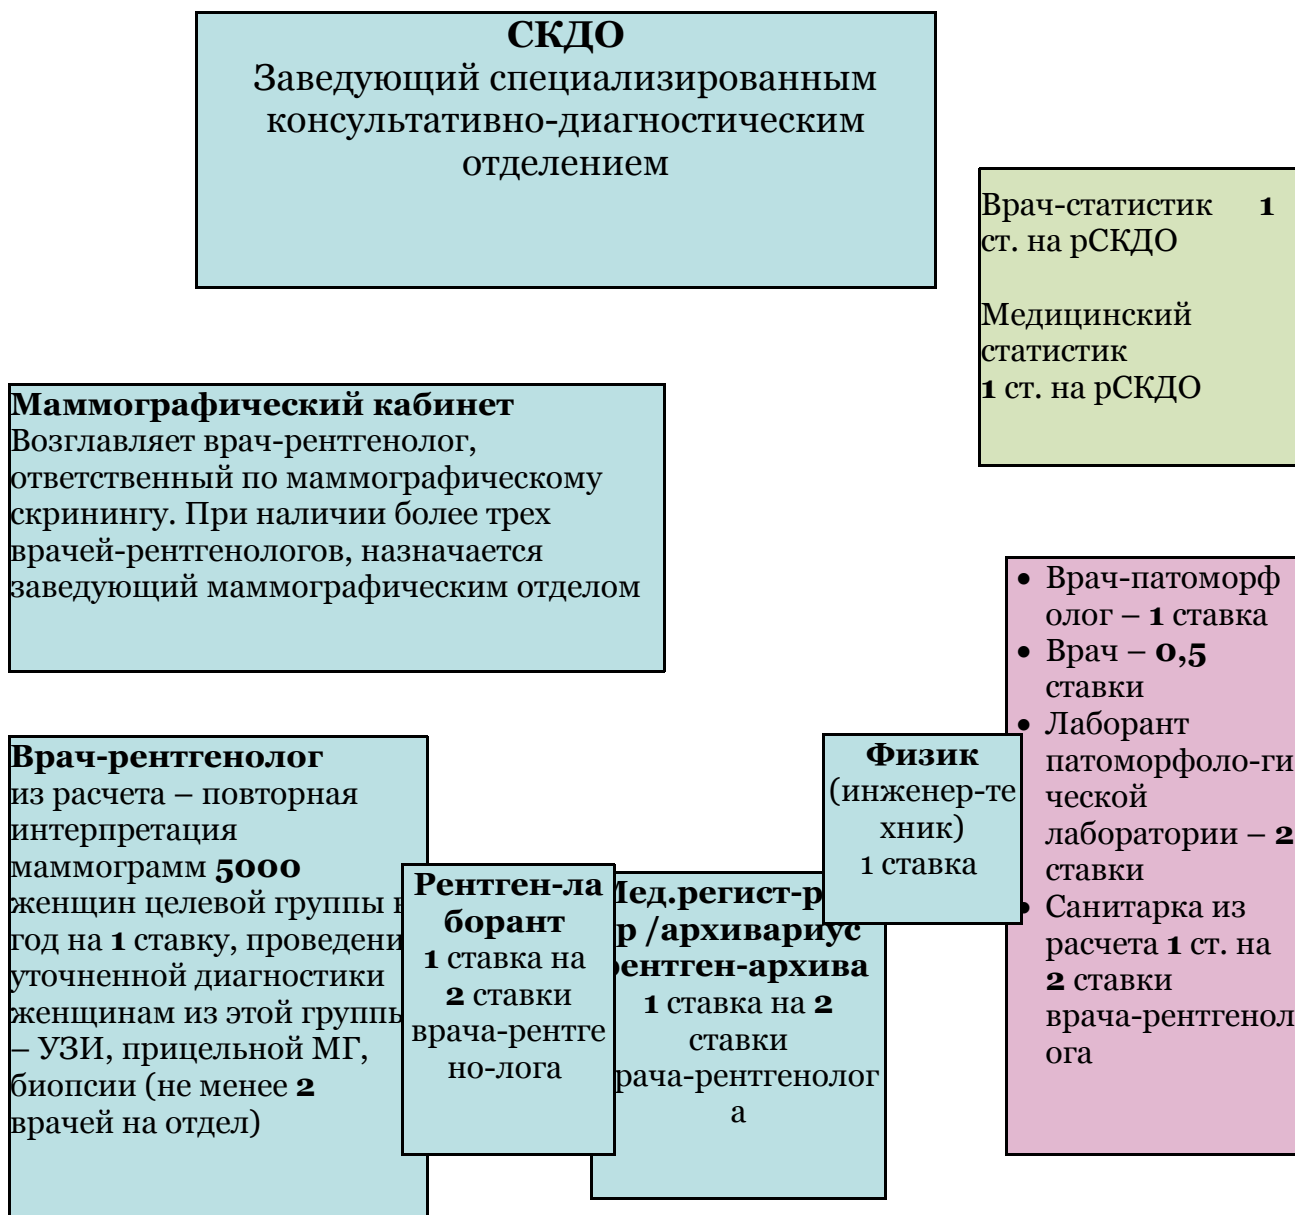 СКДО
Заведующий специализированным
консультативно-диагностическим
отделением
Врач-статистик 1
ст. на рСКДО
Медицинский
статистик
1 ст. на рСКДО
Маммографический кабинет
Возглавляет врач-рентгенолог,
ответственный по маммографическому
скринингу. При наличии более трех
врачей-рентгенологов, назначается
заведующий маммографическим отделом
Врач-рентгенолог
из расчета – повторная
интерпретация
маммограмм 5000
женщин целевой группы в
год на 1 ставку, проведени
уточненной диагностики
женщинам из этой группы
– УЗИ, прицельной МГ,
биопсии (не менее 2
врачей на отдел)
Рентген-ла
борант
1 ставка на
2 ставки
врача-рентге
но-лога
Мед.регист-р
р /архивариус
рентген-архива
1 ставка на 2
ставки
рача-рентгенолог
а
Физик
(инженер-те
хник)
1 ставка
• Врач-патоморф
олог – 1 ставка
• Врач – 0,5
ставки
• Лаборант
патоморфоло-ги
ческой
лаборатории – 2
ставки
• Санитарка из
расчета 1 ст. на
2 ставки
врача-рентгенол
ога